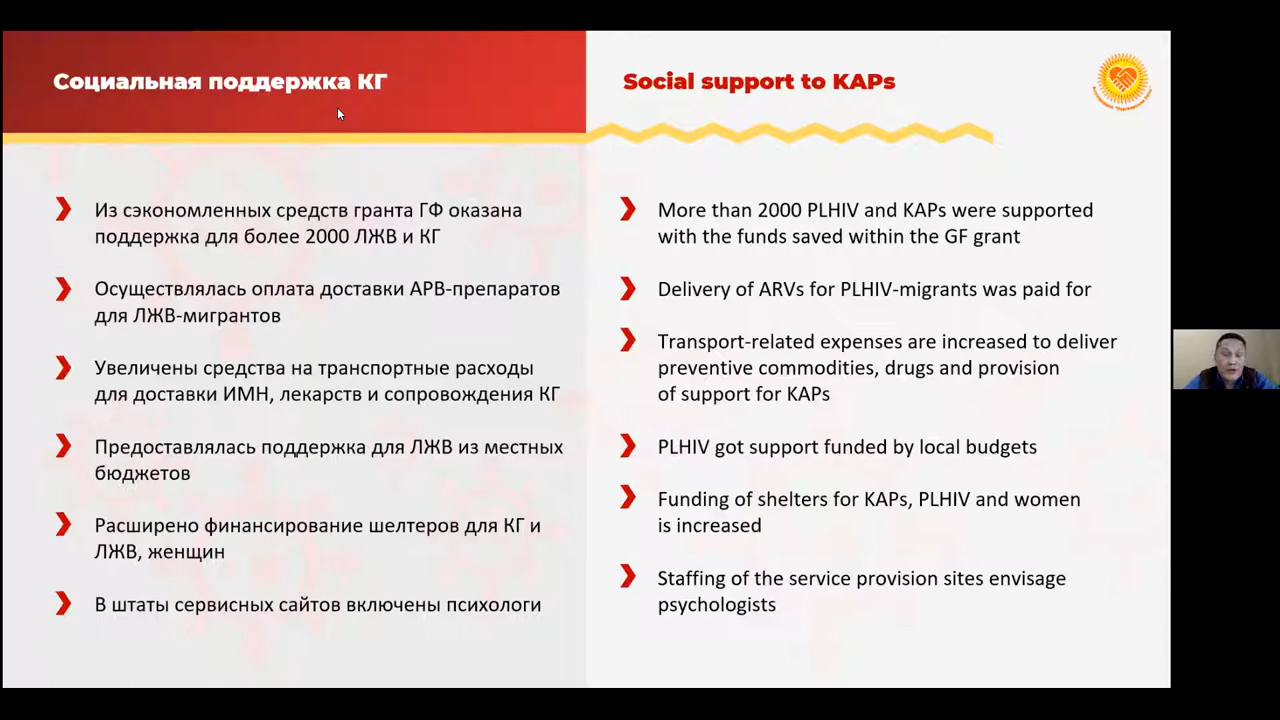 Социальная поддержка КГ
Из сэкономленных средств гранта ГФ оказана
поддержка для более 2000 ЛЖВ и КГ
Осуществлялась оплата доставки АРВ-препаратов
для ЛЖВ-мигрантов
Увеличены средства на транспортные расходы
для доставки ИМН, лекарств и сопровождения КГ
Предоставлялась поддержка для ЛЖВ из местных
бюджетов
Расширено финансирование шелтеров для КГ и
ЛЖВ, женщин
В штаты сервисных сайтов включены психологи
Social support to KAPs
More than 2000 PLHIV and KAPs were supported
with the funds saved within the GF grant
Delivery of ARVs for PLHIV-migrants was paid for
Transport-related expenses are increased to deliver
preventive commodities, drugs and provision
of support for KAPs
PLHIV got support funded by local budgets
Funding of shelters for KAPs, PLHIV and women
is increased
Staffing of the service provision sites envisage
psychologists